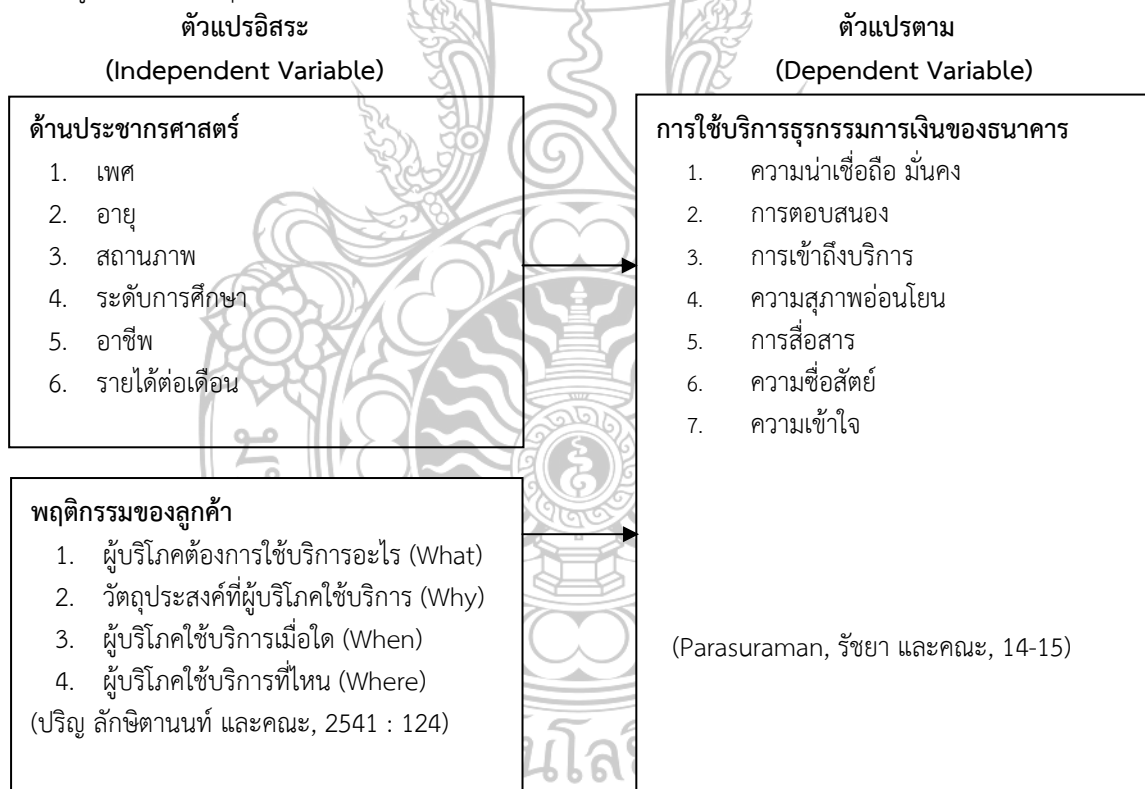 ตัวแปรอิสระ
(Independent Variable)
ด้านประชากรศาสตร์
1. เพศ
2. อายุ
3. สถานภาพ
4. ระดับการศึกษา
5. อาชีพ
6. รายได้ต่อเดือน
พฤติกรรมของลูกค้า
1. ผู้บริโภคต้องการใช้บริการอะไร (What)
2. วัตถุประสงค์ที่ผู้บริโภคใช้บริการ (Why)
3. ผู้บริโภคใช้บริการเมื่อใด (When)
4. ผู้บริโภคใช้บริการที่ไหน (Where)
(ปริญ ลักษิตานนท์ และคณะ, 2541 : 124)
ตัวแปรตาม
(Dependent Variable)
การใช้บริการธุรกรรมการเงินของธนาคาร
1. ความน่าเชื่อถือ มั่นคง
2. การตอบสนอง
3. การเข้าถึงบริการ
4. ความสุภาพอ่อนโยน
5. การสื่อสาร
6. ความซื่อสัตย์
7. ความเข้าใจ
(Parasuraman, รัชยา และคณะ, 14-15)